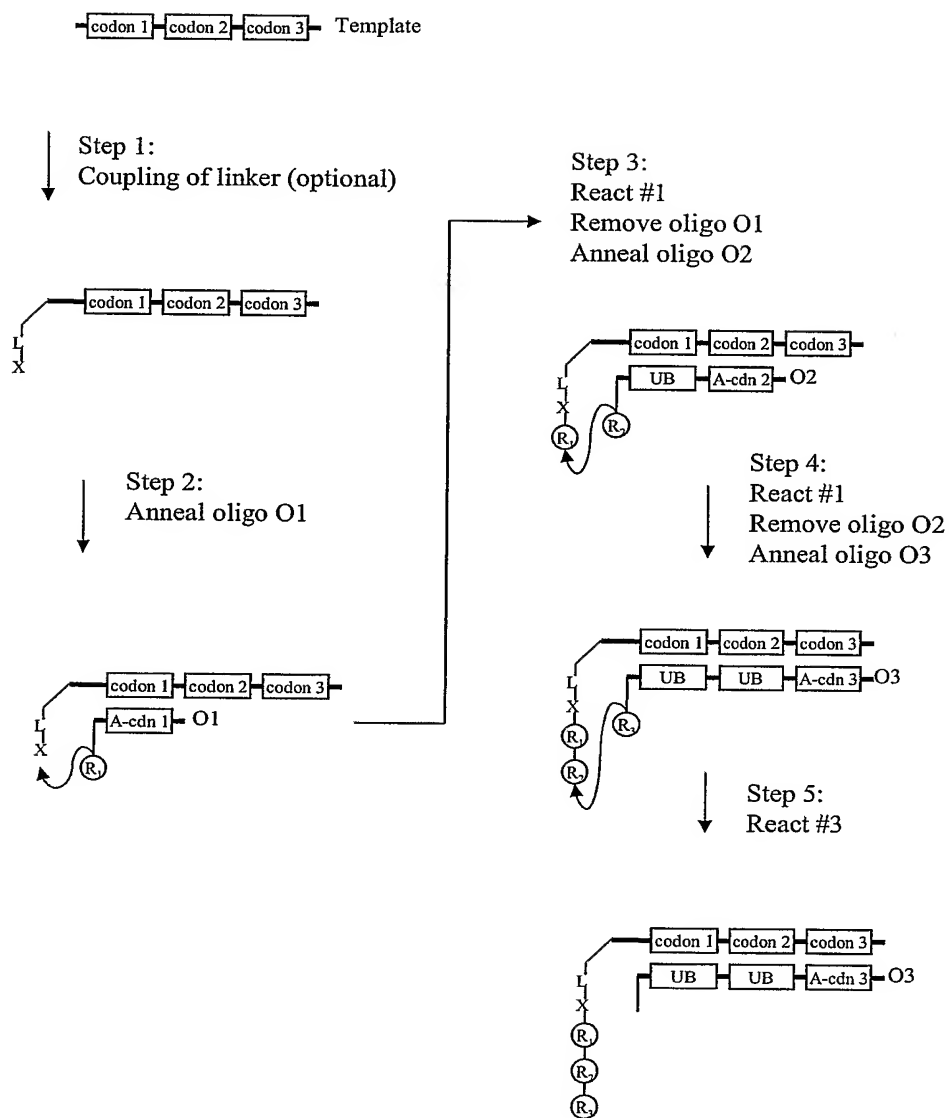 codon 1 codon 2 codon 3 Template
Step 1:
Coupling of linker (optional)
codon 1 codon 2 codon 3
L
X
Step 2:
Anneal oligo O1
codon 1 codon 2 codon 3
A-cdn 1 O1
L
X
R₁
Step 3:
React #1
Remove oligo O1
Anneal oligo O2
codon 1 codon 2 codon 3
UB A-cdn 2 O2
L
X
R₁ R₂
Step 4:
React #1
Remove oligo O2
Anneal oligo O3
codon 1 codon 2 codon 3
UB UB A-cdn 3 O3
L
X
R₁ R₃
R₂
Step 5:
React #3
codon 1 codon 2 codon 3
UB UB A-cdn 3 O3
L
X
R₁
R₂
R₃